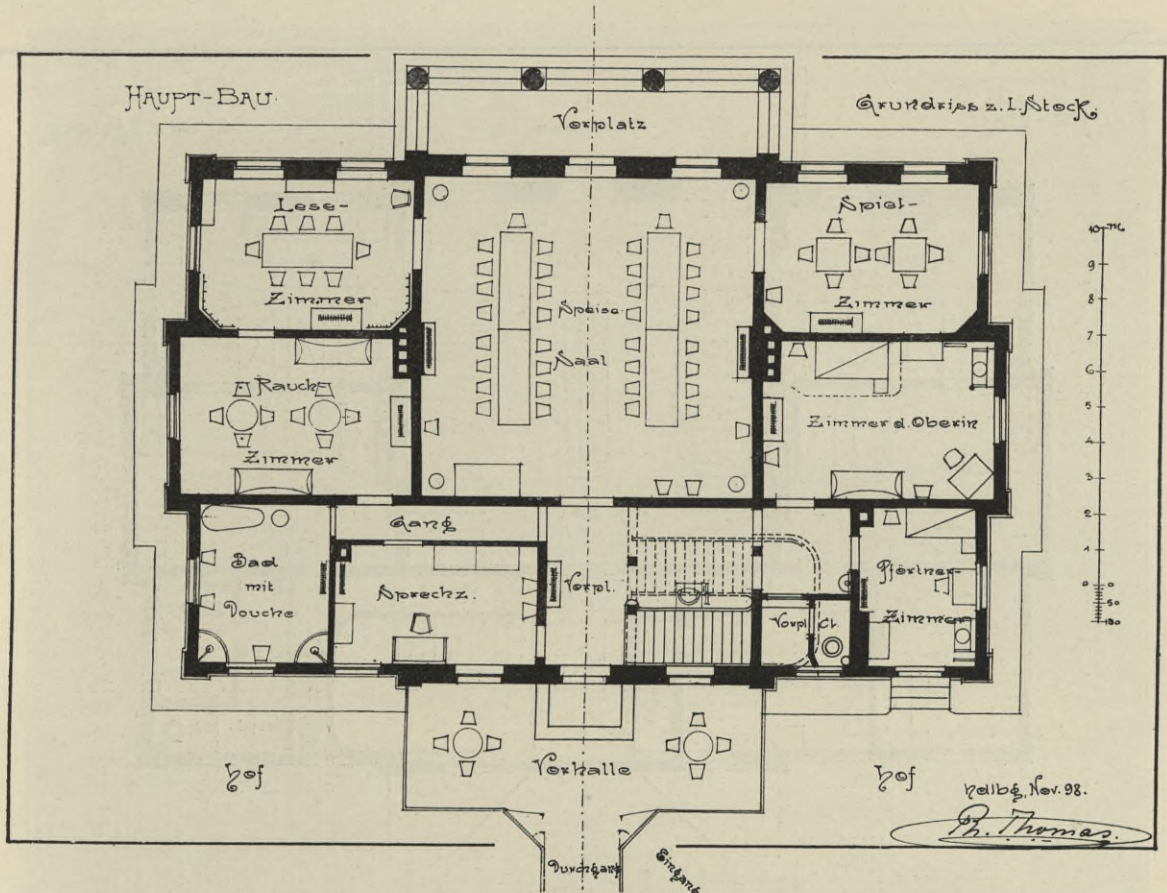 HAUPT-BAU.
Grundriss z. I. Stock.
Vorplatz
Lese-
Zimmer
Speise-
Saal
Spiel-
Zimmer
10 m
9
8
7
6
5
4
3
2
1
0
50
100
Rauch
Zimmer
Zimmer d. Oberin
Gang
Bad
mit
Douche
Sprechz.
Vorpl.
Vorpl.
Cl.
Pförtner-
Zimmer
Hof
Vorhalle
Hof
Hdlbg, Nov. 98.
Ph. Thomas.
Durchgang
Eingang